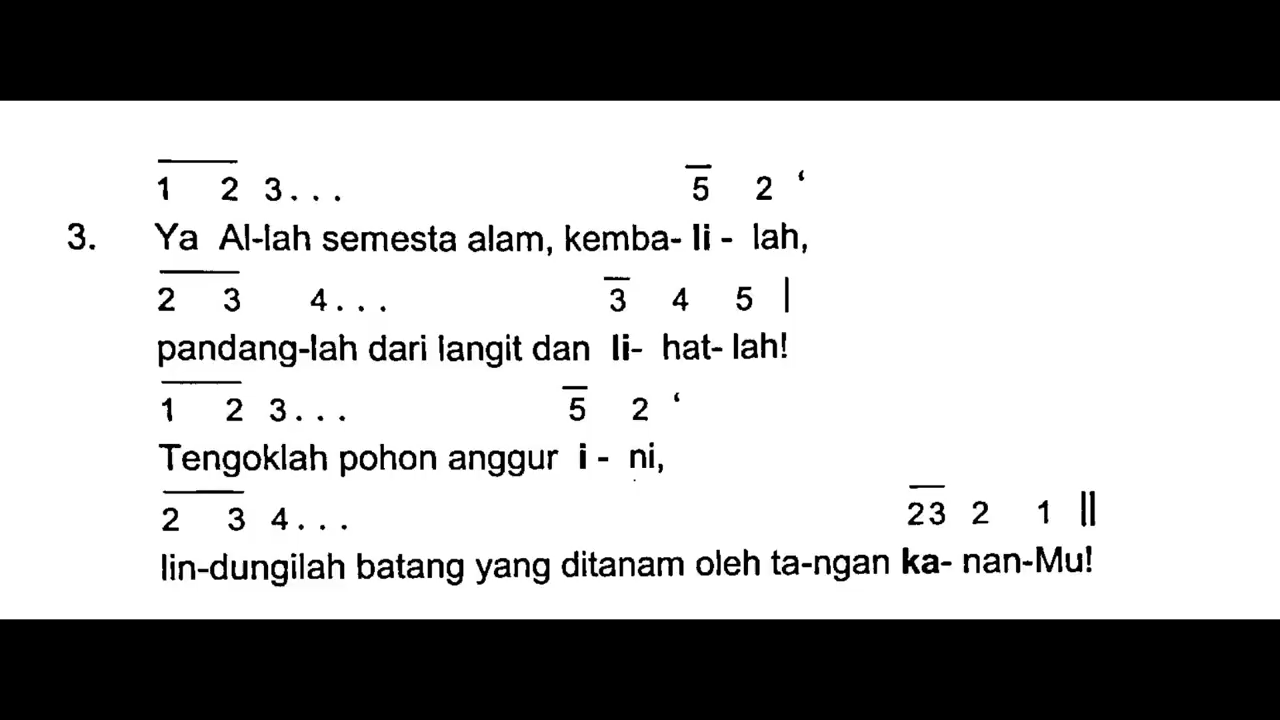 1 2 3... 5 2 ‘
3. Ya Al-lah semesta alam, kemba- li - lah,
2 3 4... 3 4 5 |
pandang-lah dari langit dan li- hat- lah!
1 2 3... 5 2 ‘
Tengoklah pohon anggur i - ni,
2 3 4... 23 2 1 ||
lin-dungilah batang yang ditanam oleh ta-ngan ka- nan-Mu!